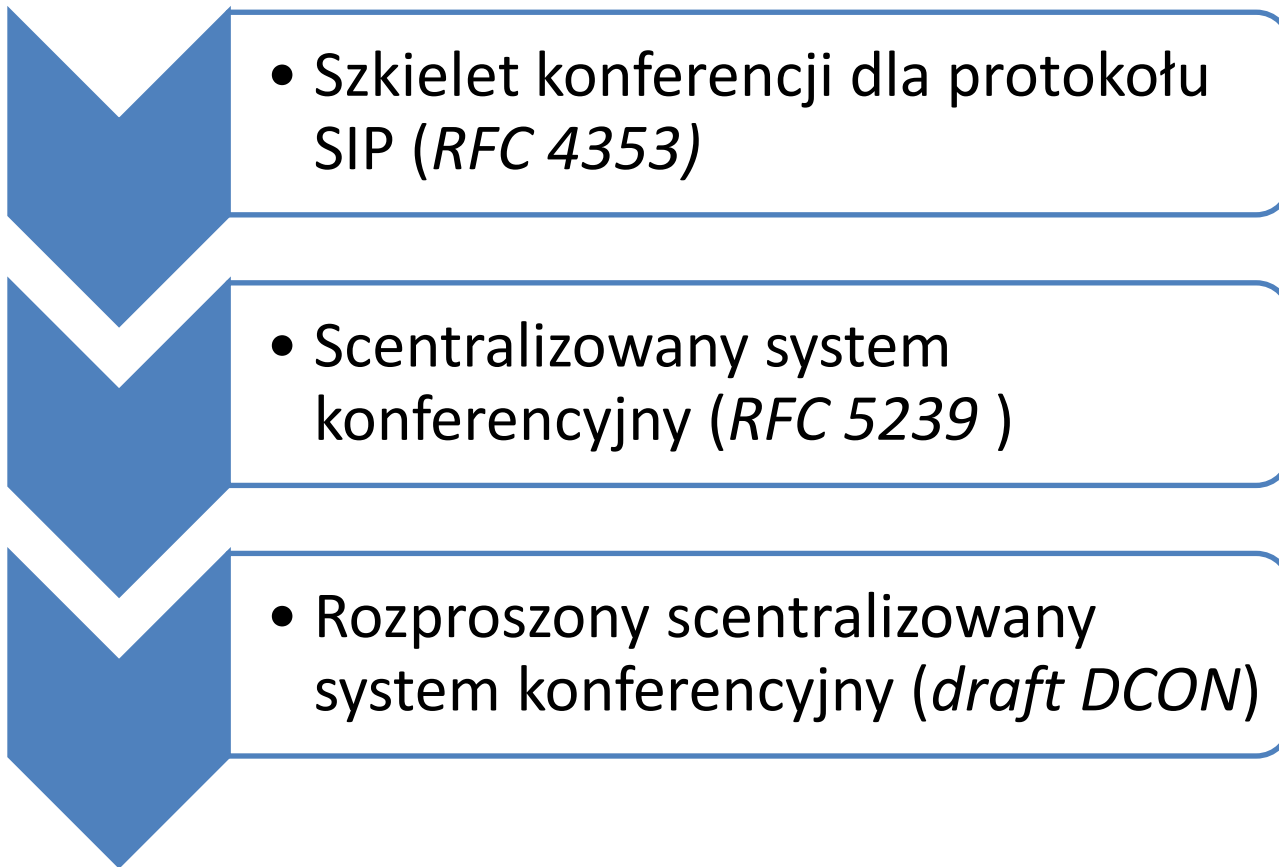 • Szkielet konferencji dla protokołu
SIP (RFC 4353)
• Scentralizowany system
konferencyjny (RFC 5239 )
• Rozproszony scentralizowany
system konferencyjny (draft DCON)